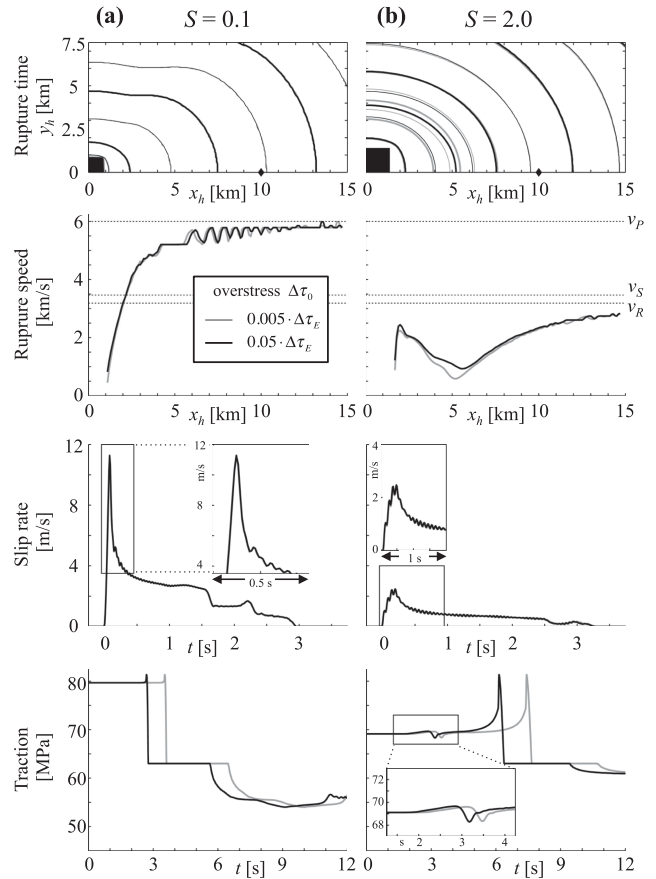 (a) S = 0.1 (b) S = 2.0
Rupture time
y_h [km]
7.5
5
2.5
0
0 5 10 15
x_h [km]
0 5 10 15
x_h [km]
Ruprure speed
[km/s]
6
4
2
0
v_P
v_S
v_R
overstress Δτ_0
0.005·Δτ_E
0.05·Δτ_E
0 5 10 15
x_h [km]
0 5 10 15
x_h [km]
Slip rate
[m/s]
12
8
4
0
12
m/s
8
4
0.5 s
4
m/s
2
0
1 s
0 1 2 3
t [s]
0 1 2 3
t [s]
Traction
[MPa]
80
70
60
50
72
70
68
s 2 3 4
0 3 6 9 12
t [s]
0 3 6 9 12
t [s]